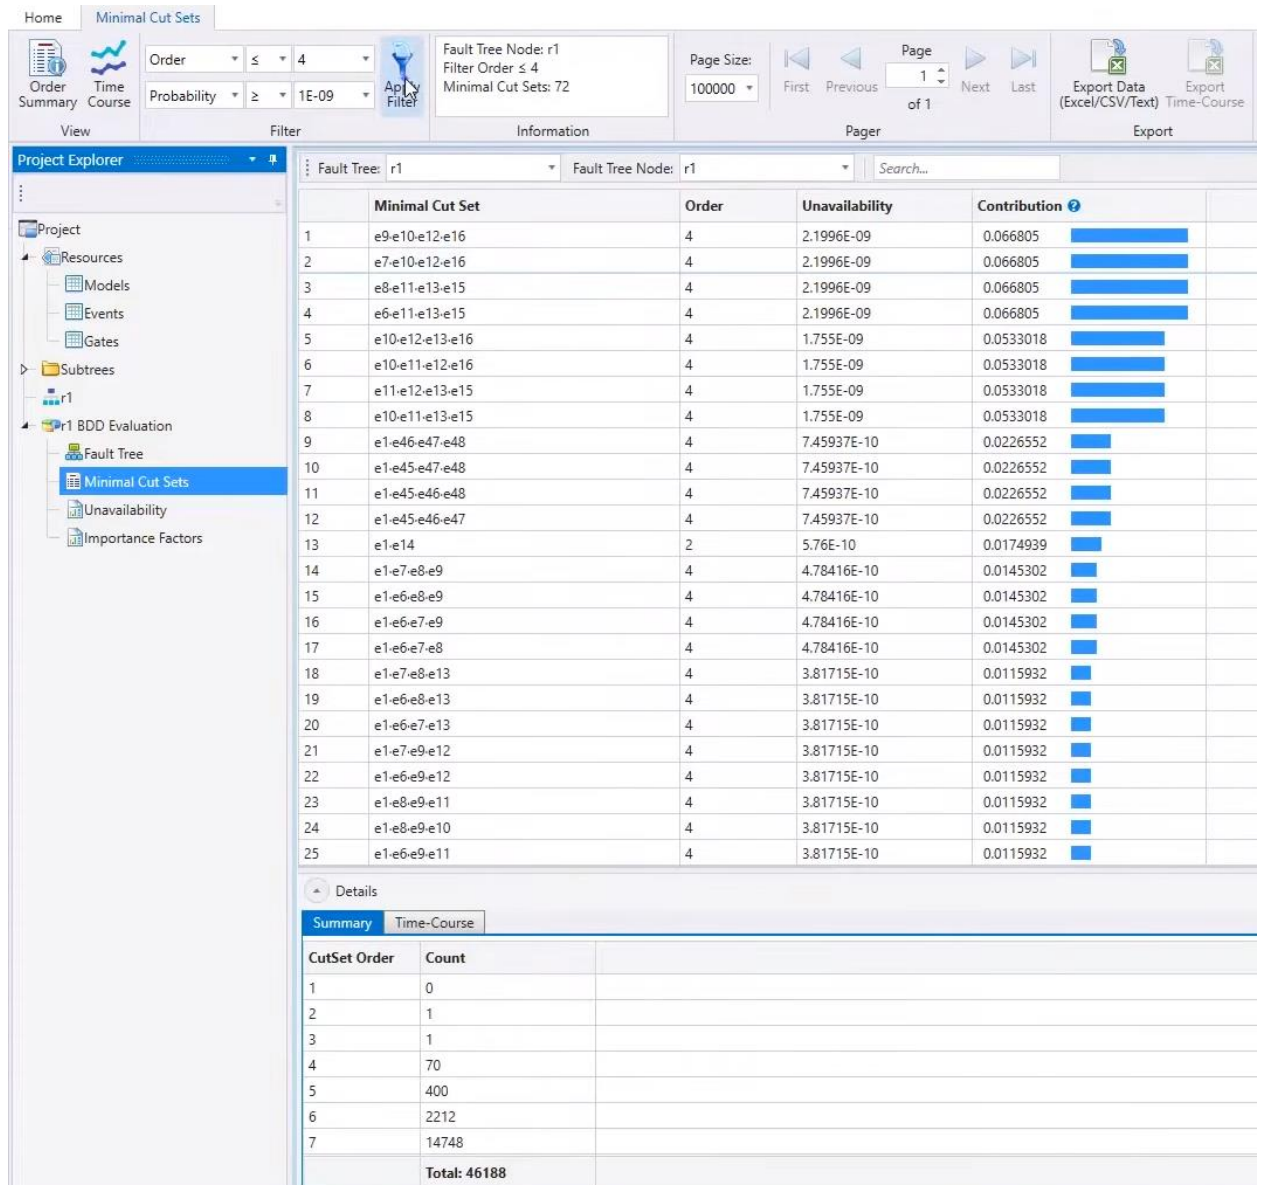 Home Minimal Cut Sets
Order Summary
Time Course
View
Order ≤ 4
Probability ≥ 1E-09
Apply Filter
Filter
Fault Tree Node: r1
Filter Order ≤ 4
Minimal Cut Sets: 72
Information
Page Size:
100000
First Previous
Page
1
of 1
Next Last
Pager
Export Data
(Excel/CSV/Text)
Export
Time-Course
Export
Project Explorer
Project
Resources
Models
Events
Gates
Subtrees
r1
r1 BDD Evaluation
Fault Tree
Minimal Cut Sets
Unavailability
Importance Factors
Fault Tree: r1 Fault Tree Node: r1 Search...
Minimal Cut Set Order Unavailability Contribution
1 e9·e10·e12·e16 4 2.1996E-09 0.066805
2 e7·e10·e12·e16 4 2.1996E-09 0.066805
3 e8·e11·e13·e15 4 2.1996E-09 0.066805
4 e6·e11·e13·e15 4 2.1996E-09 0.066805
5 e10·e12·e13·e16 4 1.755E-09 0.0533018
6 e10·e11·e12·e16 4 1.755E-09 0.0533018
7 e11·e12·e13·e15 4 1.755E-09 0.0533018
8 e10·e11·e13·e15 4 1.755E-09 0.0533018
9 e1·e46·e47·e48 4 7.45937E-10 0.0226552
10 e1·e45·e47·e48 4 7.45937E-10 0.0226552
11 e1·e45·e46·e48 4 7.45937E-10 0.0226552
12 e1·e45·e46·e47 4 7.45937E-10 0.0226552
13 e1·e14 2 5.76E-10 0.0174939
14 e1·e7·e8·e9 4 4.78416E-10 0.0145302
15 e1·e6·e8·e9 4 4.78416E-10 0.0145302
16 e1·e6·e7·e9 4 4.78416E-10 0.0145302
17 e1·e6·e7·e8 4 4.78416E-10 0.0145302
18 e1·e7·e8·e13 4 3.81715E-10 0.0115932
19 e1·e6·e8·e13 4 3.81715E-10 0.0115932
20 e1·e6·e7·e13 4 3.81715E-10 0.0115932
21 e1·e7·e9·e12 4 3.81715E-10 0.0115932
22 e1·e6·e9·e12 4 3.81715E-10 0.0115932
23 e1·e8·e9·e11 4 3.81715E-10 0.0115932
24 e1·e8·e9·e10 4 3.81715E-10 0.0115932
25 e1·e6·e9·e11 4 3.81715E-10 0.0115932
Details
Summary Time-Course
CutSet Order Count
1 0
2 1
3 1
4 70
5 400
6 2212
7 14748
Total: 46188